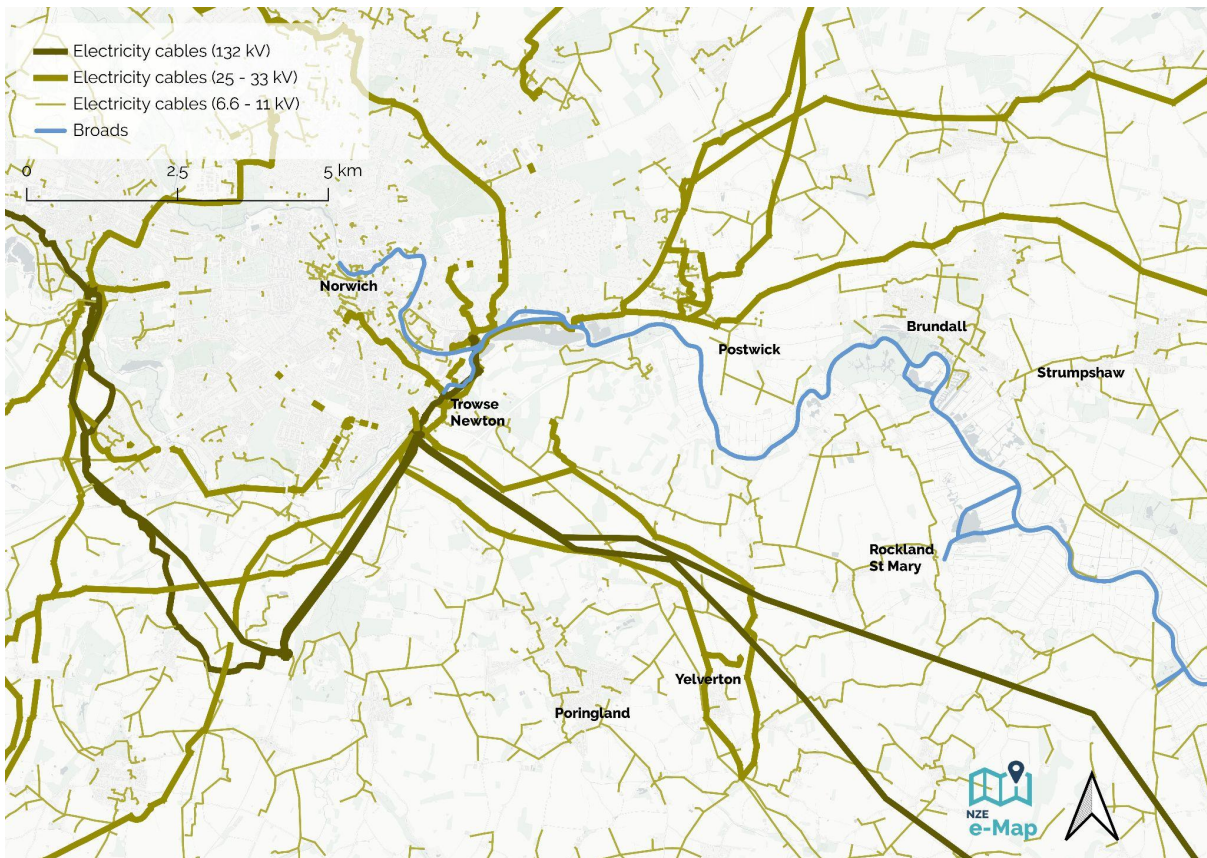 Electricity cables (132 kV)
Electricity cables (25 - 33 kV)
Electricity cables (6.6 - 11 kV)
Broads
0 2.5 5 km
Norwich
Brundall
Postwick
Strumpshaw
Trowse
Newton
Rockland
St Mary
Yelverton
Poringland
NZE
e-Map